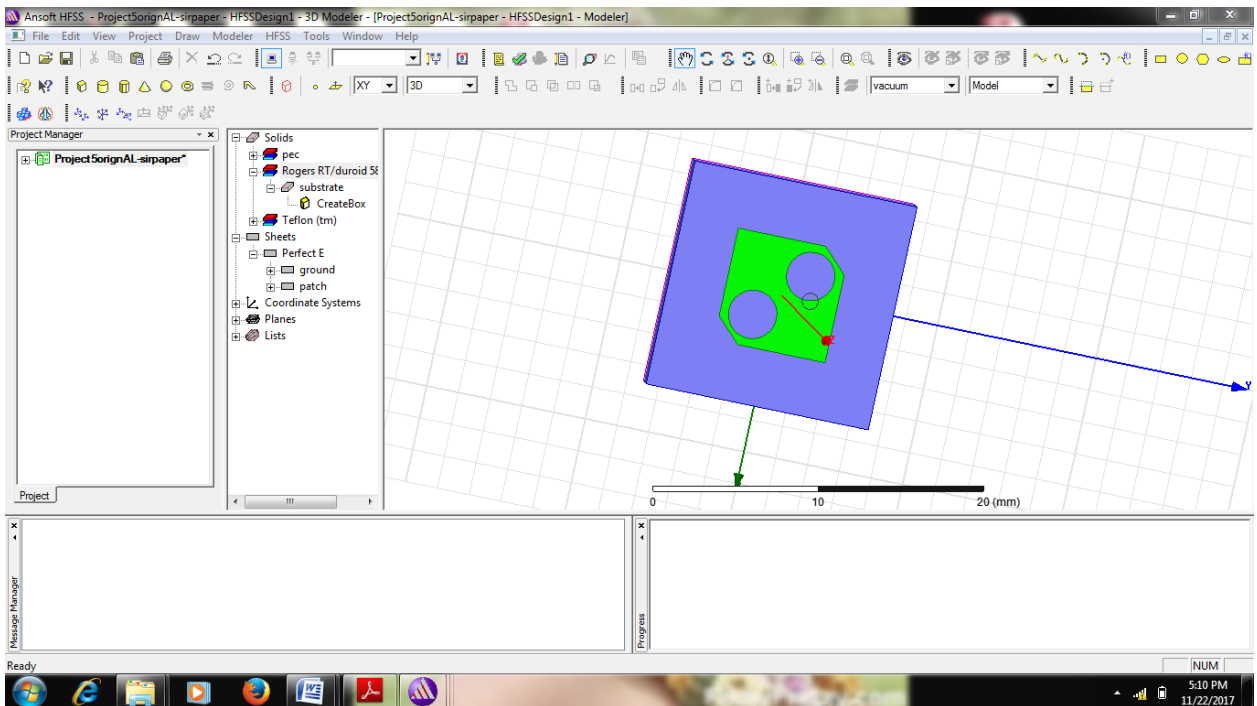 Ansoft HFSS - Project5orignAL-sirpaper - HFSSDesign1 - 3D Modeler - [Project5orignAL-sirpaper - HFSSDesign1 - Modeler]
File Edit View Project Draw Modeler HFSS Tools Window Help
XY 3D vacuum Model
Project Manager
Project5orignAL-sirpaper*
Project
Solids
pec
Rogers RT/duroid 58
substrate
CreateBox
Teflon (tm)
Sheets
Perfect E
ground
patch
Coordinate Systems
Planes
Lists
Z
Y
0 10 20 (mm)
Message Manager
Progress
Ready
NUM
5:10 PM
11/22/2017